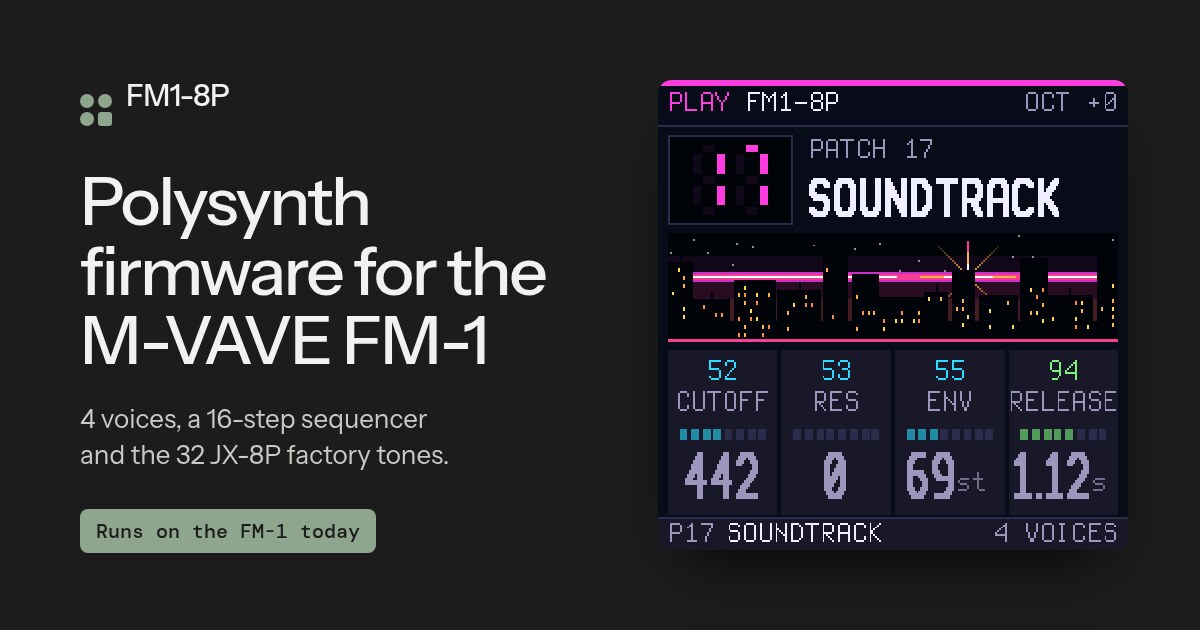 FM1-8P
Polysynth
firmware for the
M-VAVE FM-1
4 voices, a 16-step sequencer
and the 32 JX-8P factory tones.
Runs on the FM-1 today
PLAY FM1-8P OCT +0
17
PATCH 17
SOUNDTRACK
52 53 55 94
CUTOFF RES ENV RELEASE
442 0 69st 1.12s
P17 SOUNDTRACK 4 VOICES